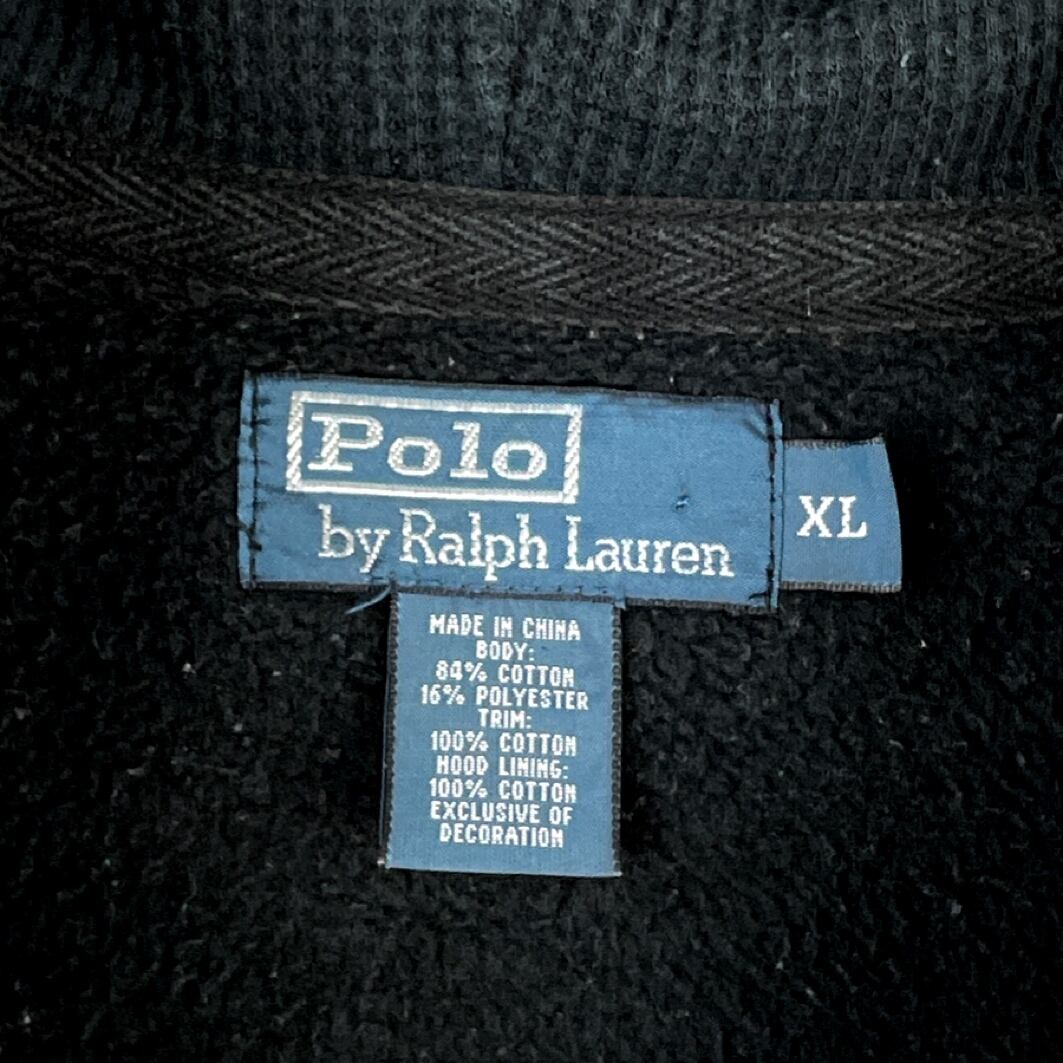 Polo
by Ralph Lauren
XL
MADE IN CHINA
BODY:
84% COTTON
16% POLYESTER
TRIM:
100% COTTON
HOOD LINING:
100% COTTON
EXCLUSIVE OF
DECORATION